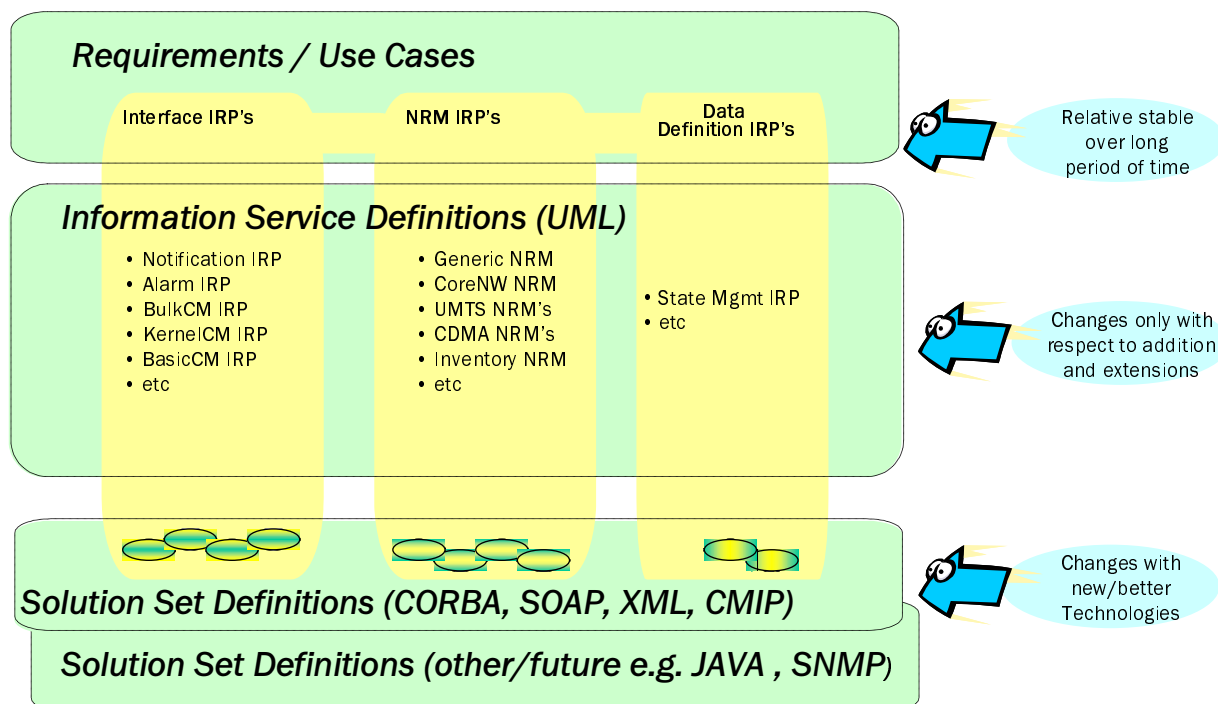 Requirements / Use Cases
Interface IRP's
NRM IRP's
Data
Definition IRP's
Relative stable
over long
period of time
Information Service Definitions (UML)
• Notification IRP
• Alarm IRP
• BulkCM IRP
• KernelCM IRP
• BasicCM IRP
• etc
• Generic NRM
• CoreNW NRM
• UMTS NRM's
• CDMA NRM's
• Inventory NRM
• etc
• State Mgmt IRP
• etc
Changes only with
respect to addition
and extensions
Solution Set Definitions (CORBA, SOAP, XML, CMIP)
Changes with
new/better
Technologies
Solution Set Definitions (other/future e.g. JAVA , SNMP)